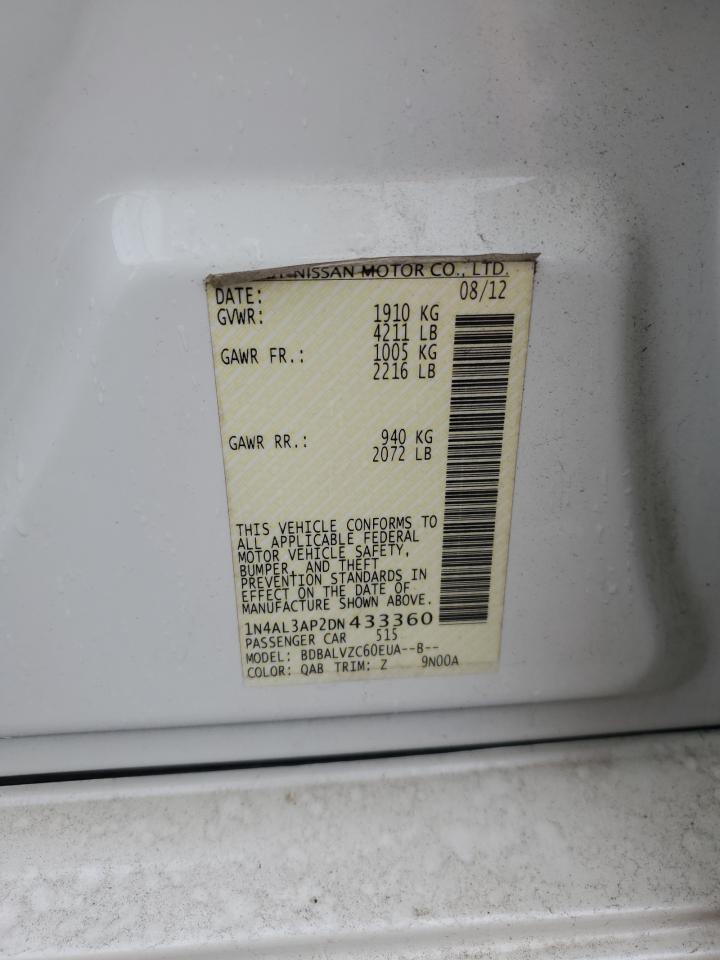 NISSAN MOTOR CO., LTD.
DATE: 08/12
GVWR: 1910 KG
4211 LB
GAWR FR.: 1005 KG
2216 LB
GAWR RR.: 940 KG
2072 LB
THIS VEHICLE CONFORMS TO
ALL APPLICABLE FEDERAL
MOTOR VEHICLE SAFETY,
BUMPER, AND THEFT
PREVENTION STANDARDS IN
EFFECT ON THE DATE OF
MANUFACTURE SHOWN ABOVE.
1N4AL3AP2DN 433360
PASSENGER CAR 515
MODEL: BDBALVZC60EUA--B--
COLOR: QAB TRIM: Z 9N00A